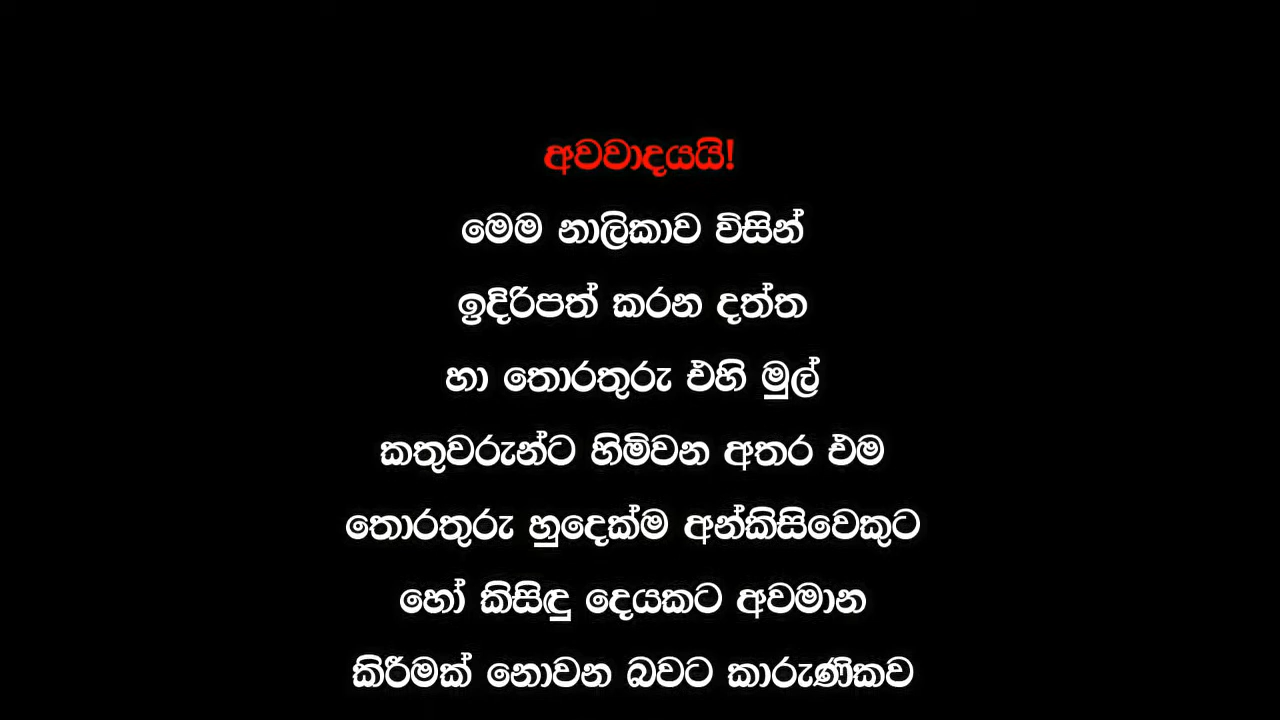 අවවාදයයි!
මෙම නාලිකාව විසින්
ඉදිරිපත් කරන දත්ත
හා තොරතුරු එහි මුල්
කතුවරුන්ට හිමිවන අතර එම
තොරතුරු හුදෙක්ම අන්කිසිවෙකුට
හෝ කිසිඳු දෙයකට අවමාන
කිරීමක් නොවන බවට කාරුණිකව